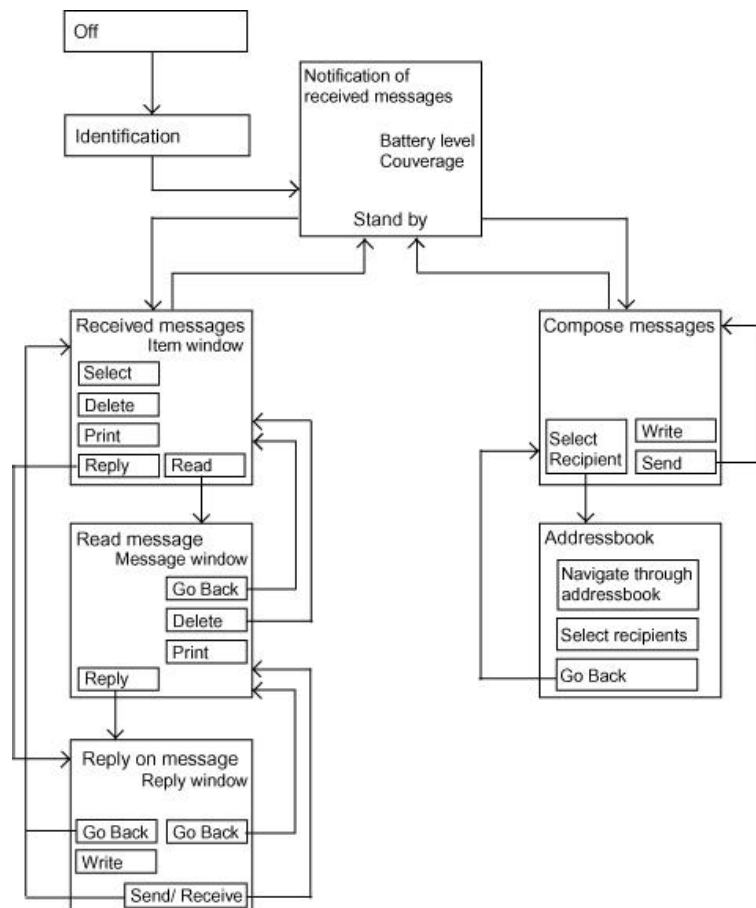 Off
Identification
Notification of
received messages
Battery level
Couverage
Stand by
Received messages
Item window
Select
Delete
Print
Reply
Read
Read message
Message window
Go Back
Delete
Print
Reply
Reply on message
Reply window
Go Back
Go Back
Write
Send/ Receive
Compose messages
Select
Recipient
Write
Send
Addressbook
Navigate through
addressbook
Select recipients
Go Back